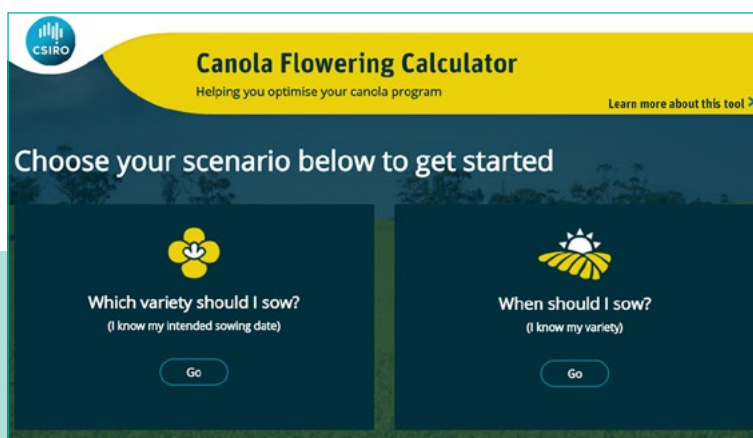 CSIRO
Canola Flowering Calculator
Helping you optimise your canola program
Learn more about this tool
Choose your scenario below to get started
Which variety should I sow?
(I know my intended sowing date)
Go
When should I sow?
(I know my variety)
Go